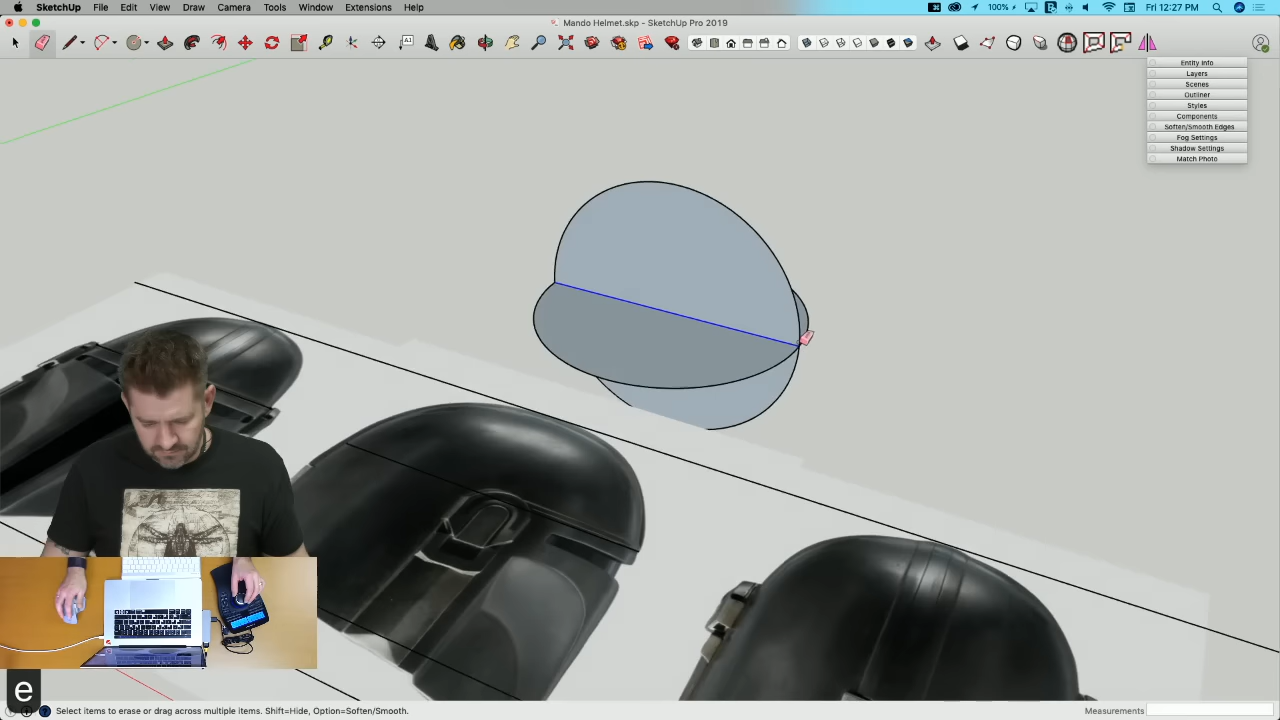 SketchUp File Edit View Draw Camera Tools Window Extensions Help
100% Fri 12:27 PM
Mando Helmet.skp - SketchUp Pro 2019
Entity Info
Layers
Scenes
Outliner
Styles
Components
Soften/Smooth Edges
Fog Settings
Shadow Settings
Match Photo
e
Select items to erase or drag across multiple items. Shift=Hide, Option=Soften/Smooth.
Measurements